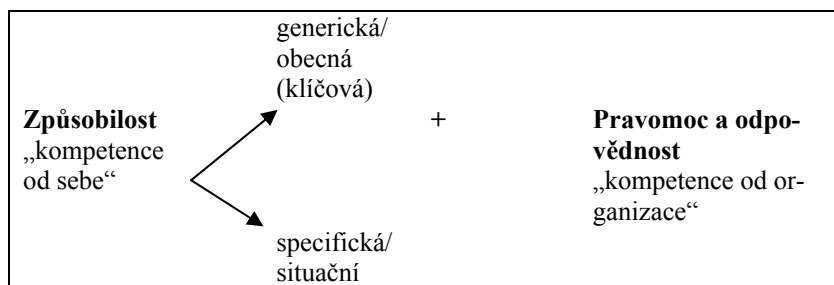 generická/
obecná
(klíčová)
Způsobilost
„kompetence
od sebe“
+
Pravomoc a odpo-
vědnost
„kompetence od or-
ganizace“
specifická/
situační